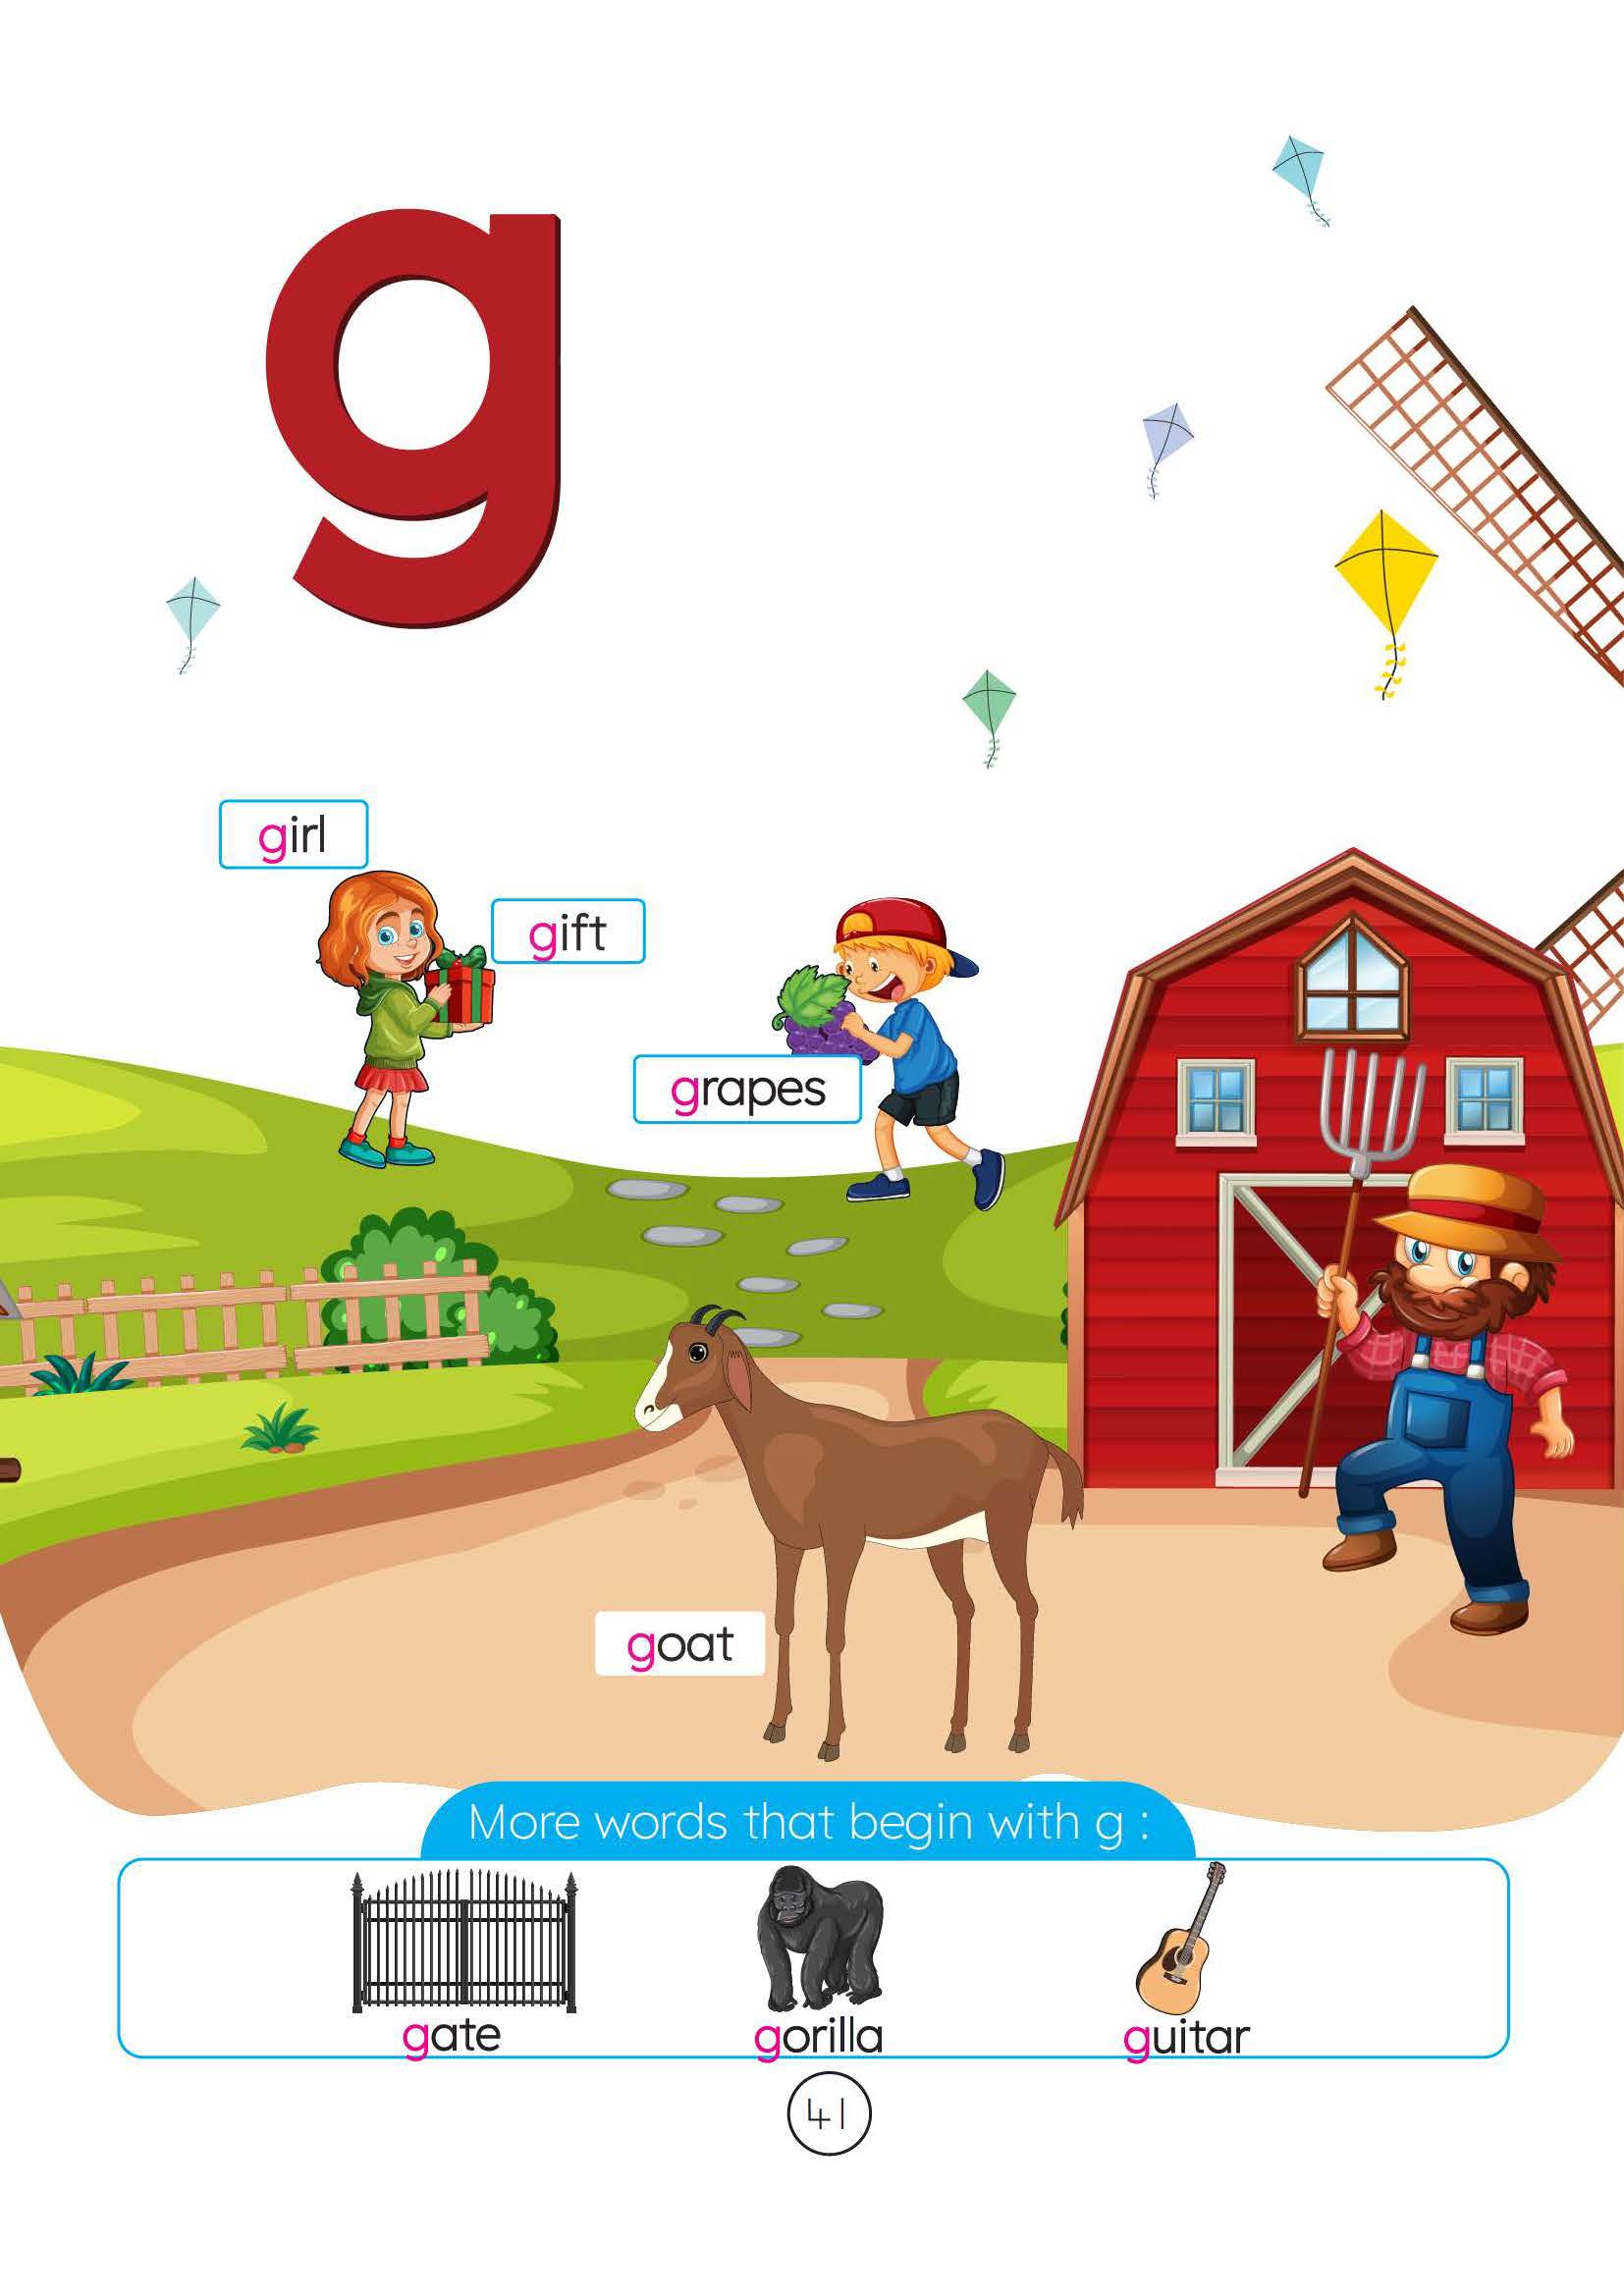 g
girl
gift
grapes
goat
More words that begin with g :
gate gorilla guitar
41